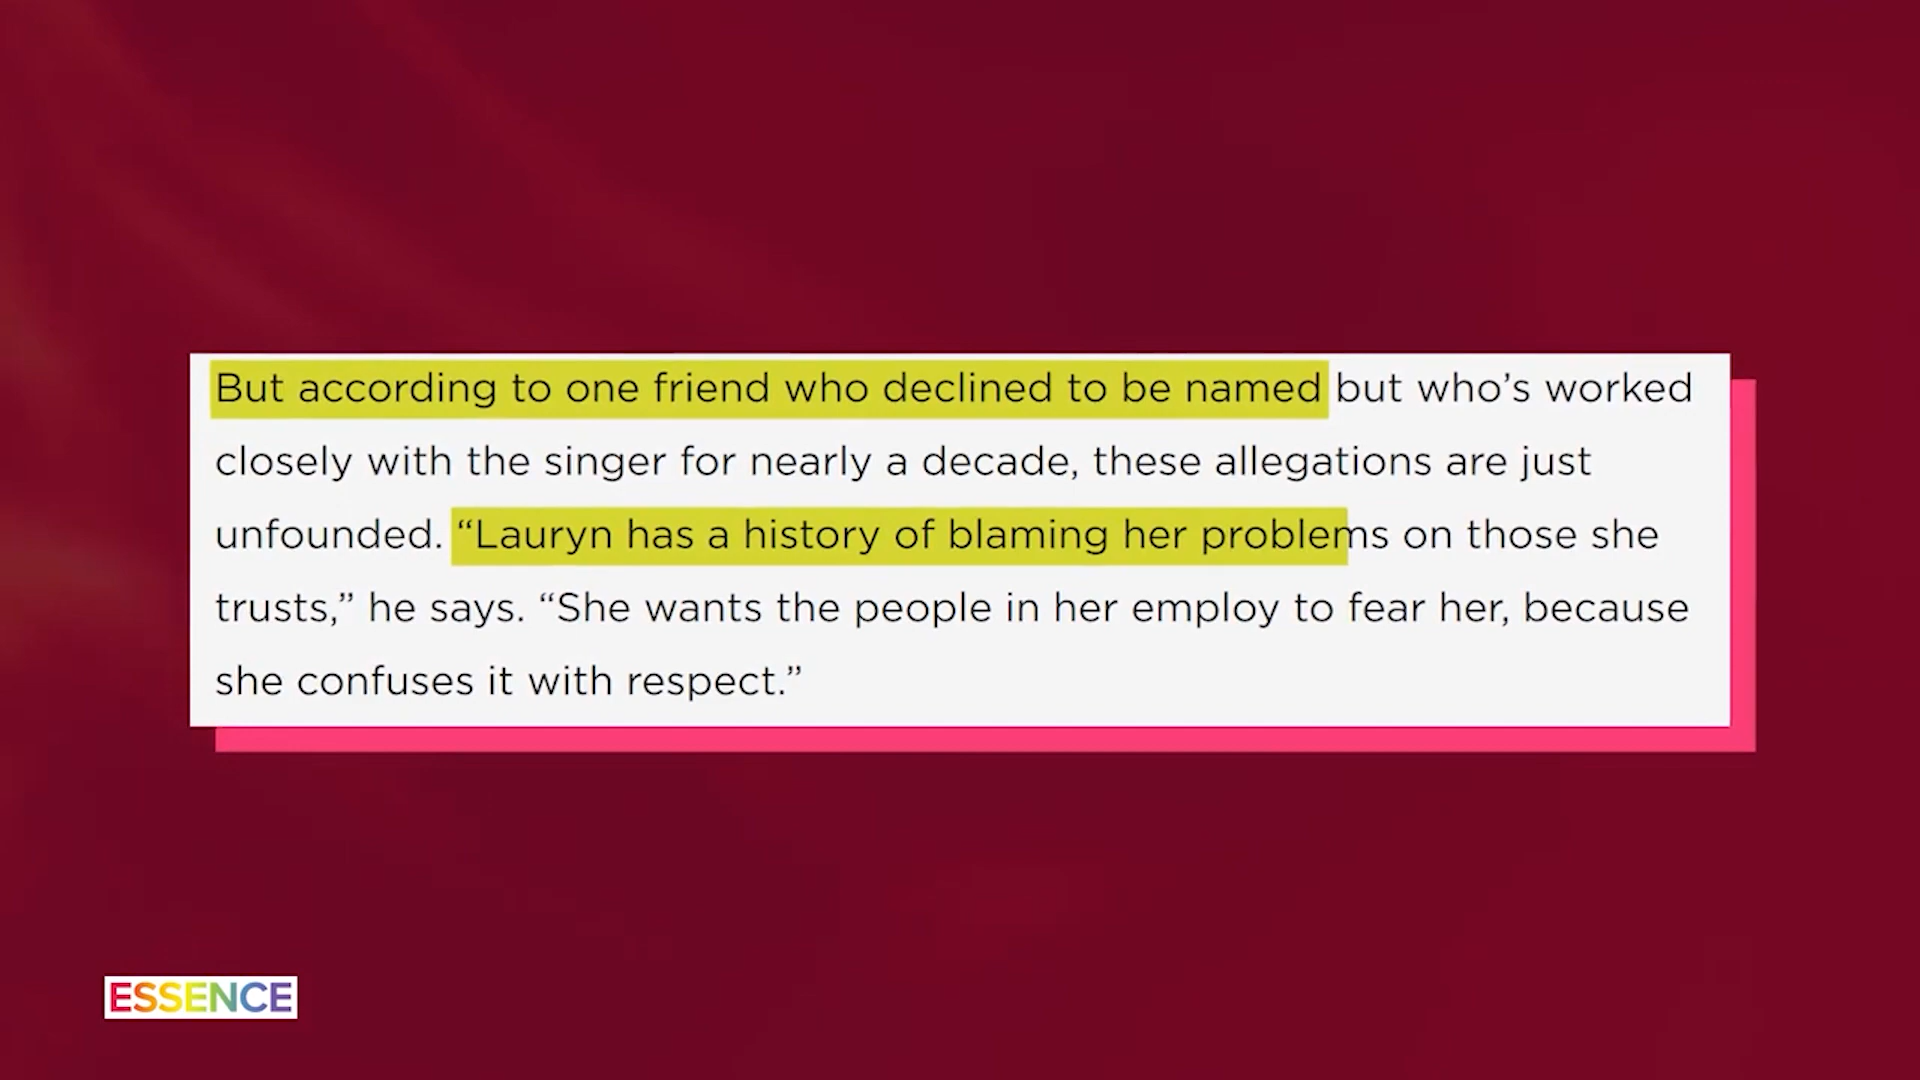 But according to one friend who declined to be named but who’s worked
closely with the singer for nearly a decade, these allegations are just
unfounded. “Lauryn has a history of blaming her problems on those she
trusts,” he says. “She wants the people in her employ to fear her, because
she confuses it with respect.”
ESSENCE